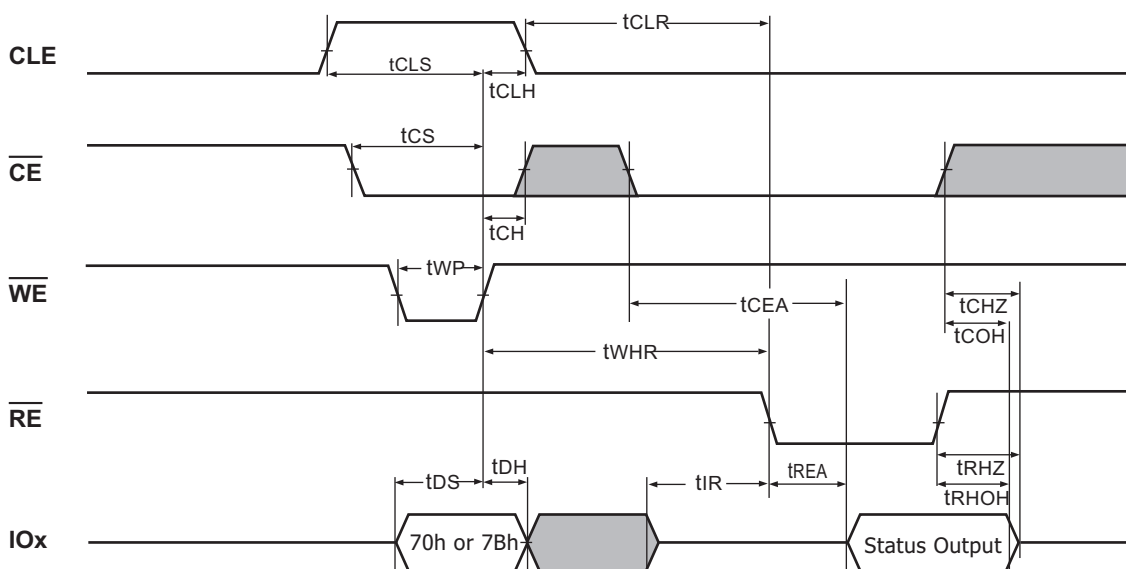 tCLR
CLE
tCLS
tCLH
tCS
CE
tCH
tWP
WE
tCEA
tCHZ
tCOH
tWHR
RE
tDH
tRHZ
tDS
tIR
tREA
tRHOH
IOx
70h or 7Bh
Status Output